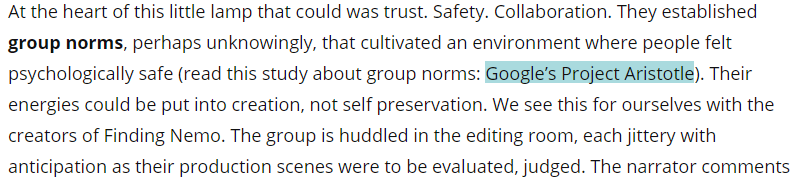 At the heart of this little lamp that could was trust. Safety. Collaboration. They established
group norms, perhaps unknowingly, that cultivated an environment where people felt
psychologically safe (read this study about group norms: Google’s Project Aristotle). Their
energies could be put into creation, not self preservation. We see this for ourselves with the
creators of Finding Nemo. The group is huddled in the editing room, each jittery with
anticipation as their production scenes were to be evaluated, judged. The narrator comments